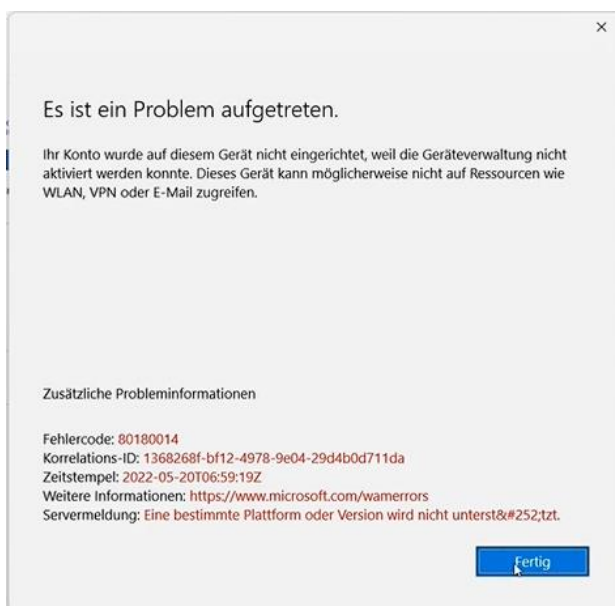 Es ist ein Problem aufgetreten.
Ihr Konto wurde auf diesem Gerät nicht eingerichtet, weil die Geräteverwaltung nicht
aktiviert werden konnte. Dieses Gerät kann möglicherweise nicht auf Ressourcen wie
WLAN, VPN oder E-Mail zugreifen.
Zusätzliche Probleminformationen
Fehlercode: 80180014
Korrelations-ID: 1368268f-bf12-4978-9e04-29d4b0d711da
Zeitstempel: 2022-05-20T06:59:19Z
Weitere Informationen: https://www.microsoft.com/wamerrors
Servermeldung: Eine bestimmte Plattform oder Version wird nicht unterst&#252;tzt.
Fertig